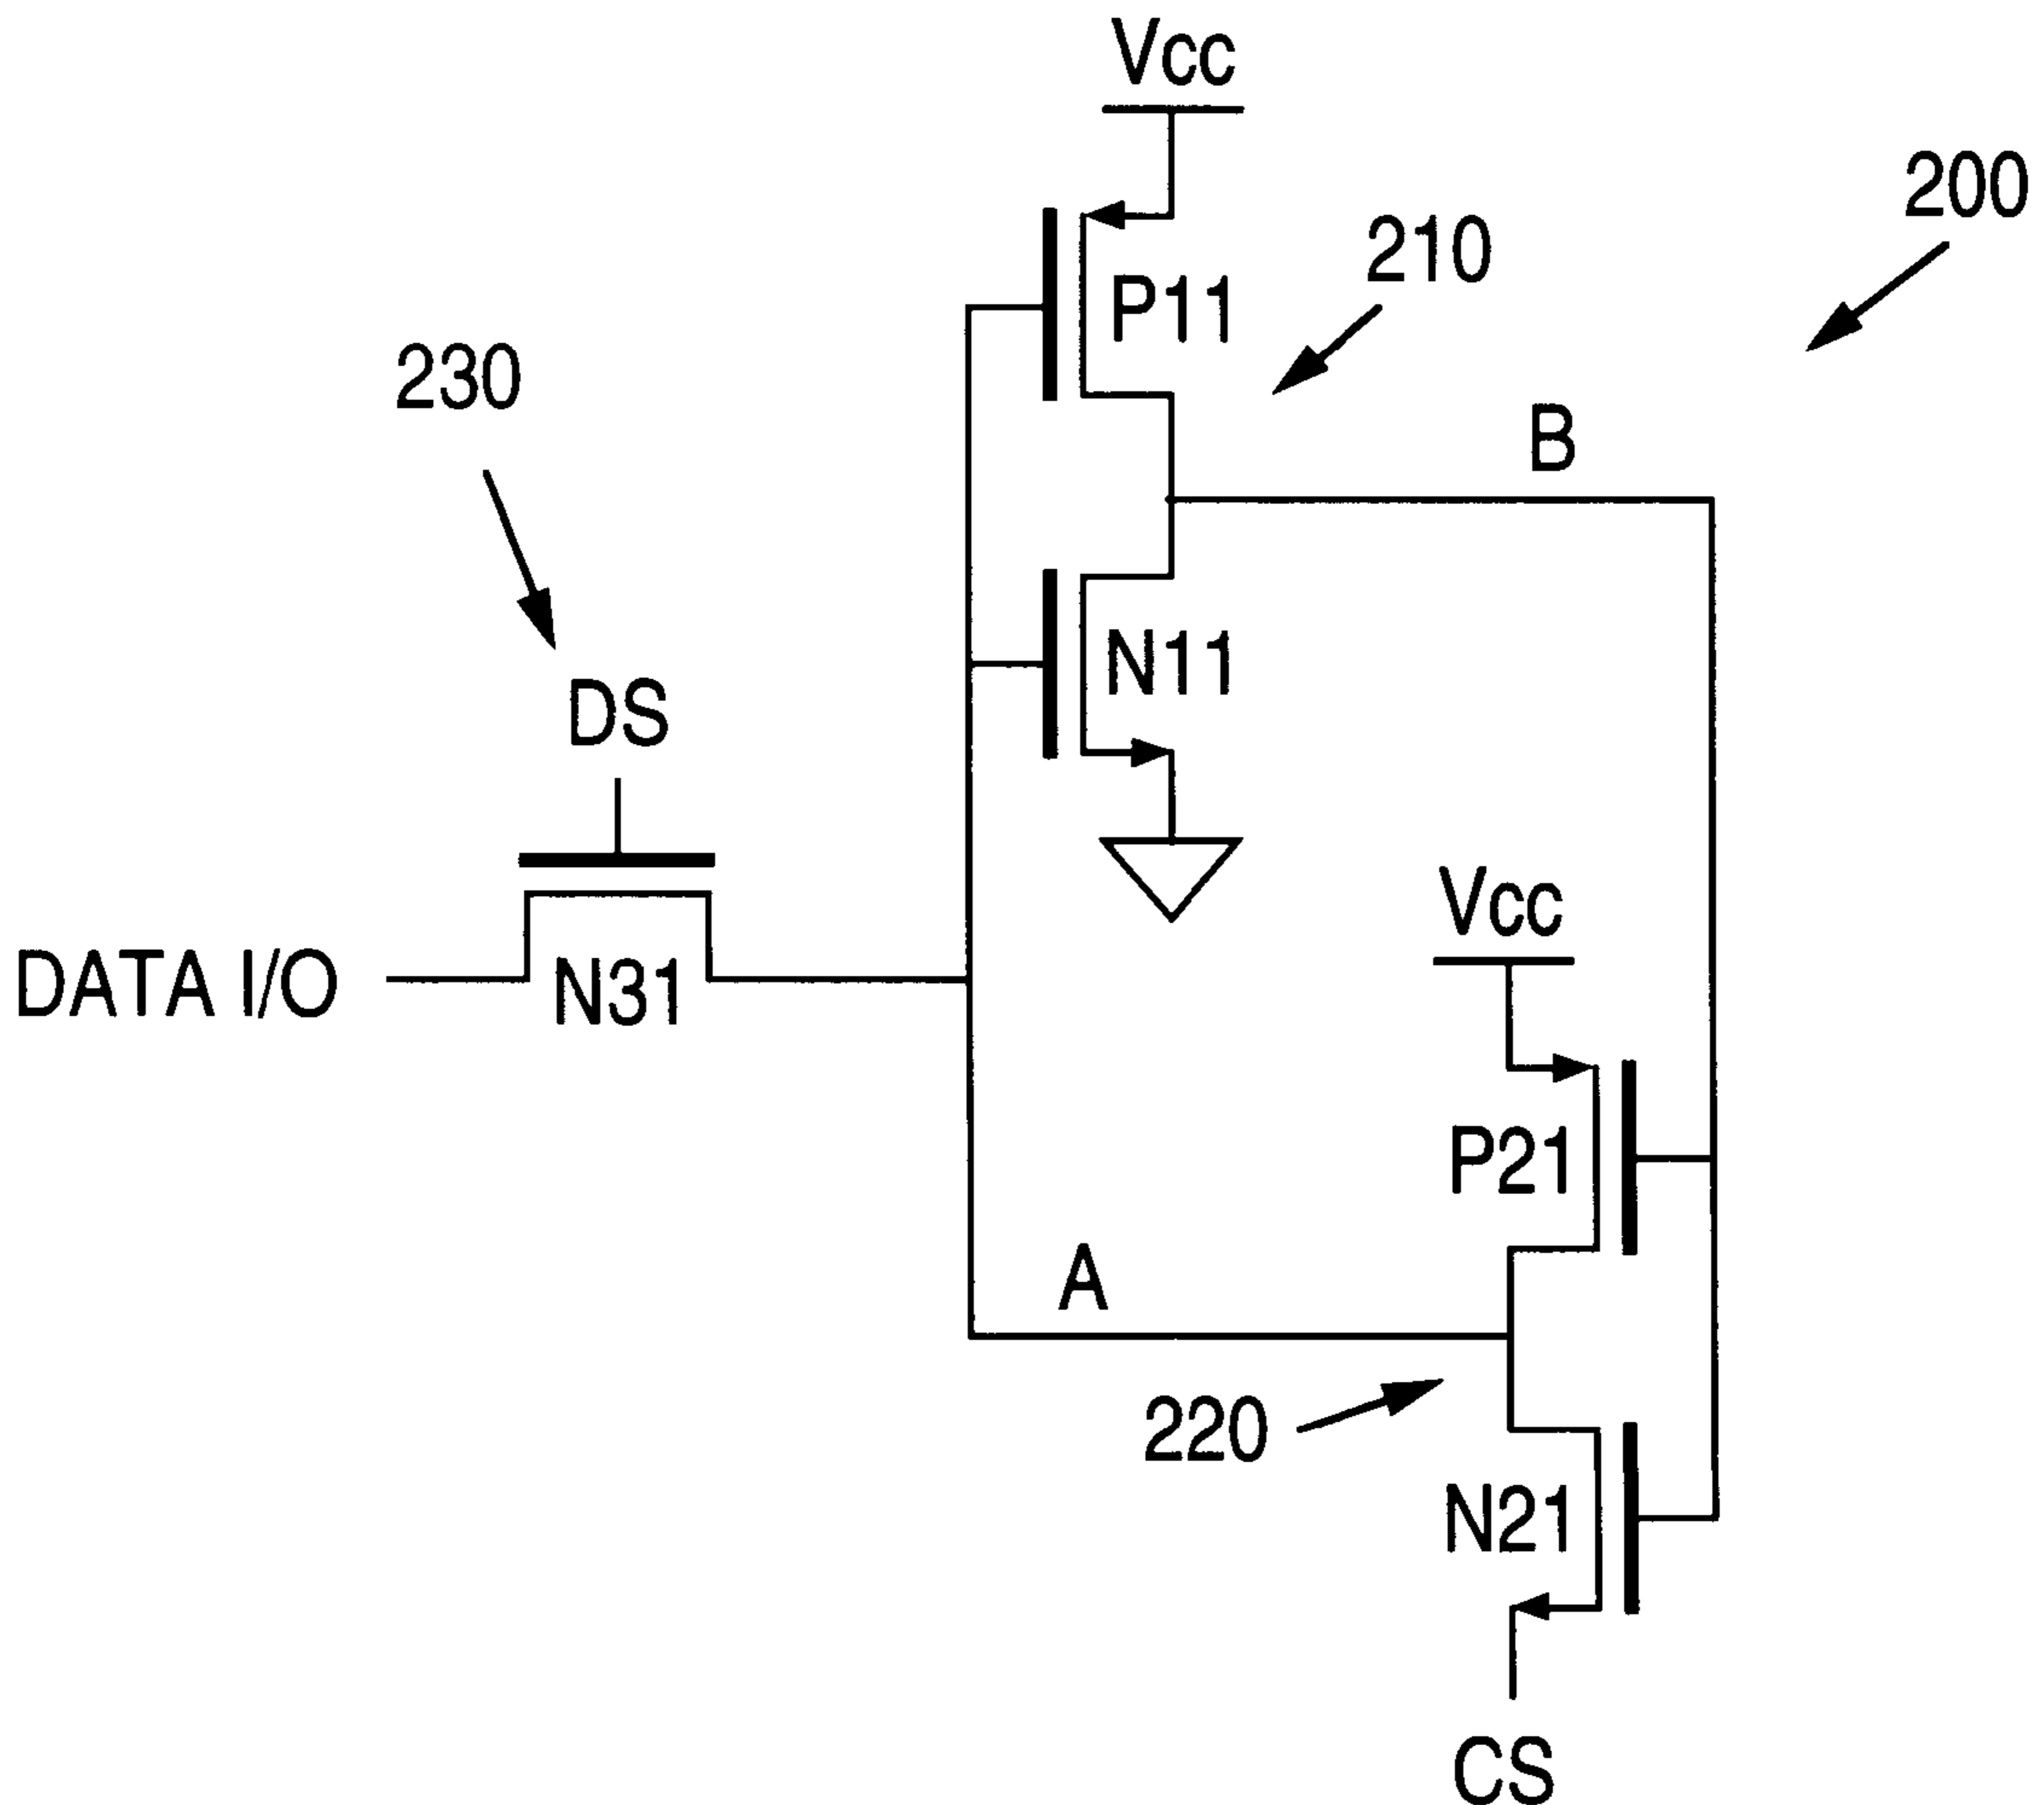 Vcc
200
210
P11
230
B
N11
DS
Vcc
DATA I/O
N31
P21
A
220
N21
CS